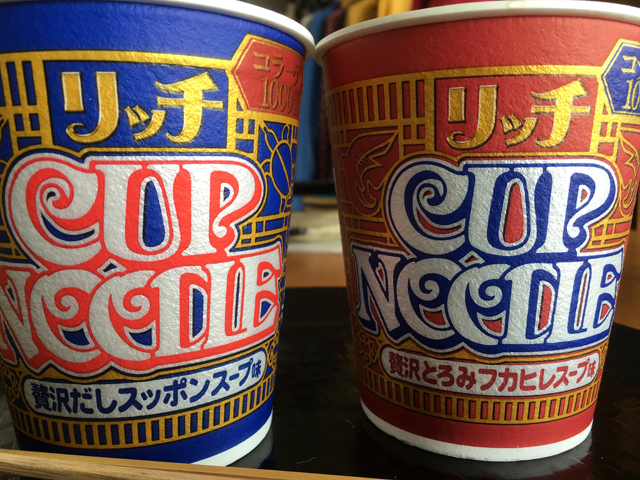 リッチ
コラーゲン
1000
CUP
NOODLE
贅沢だしスッポンスープ味
リッチ
1000
CUP
NOODLE
贅沢とろみフカヒレスープ味